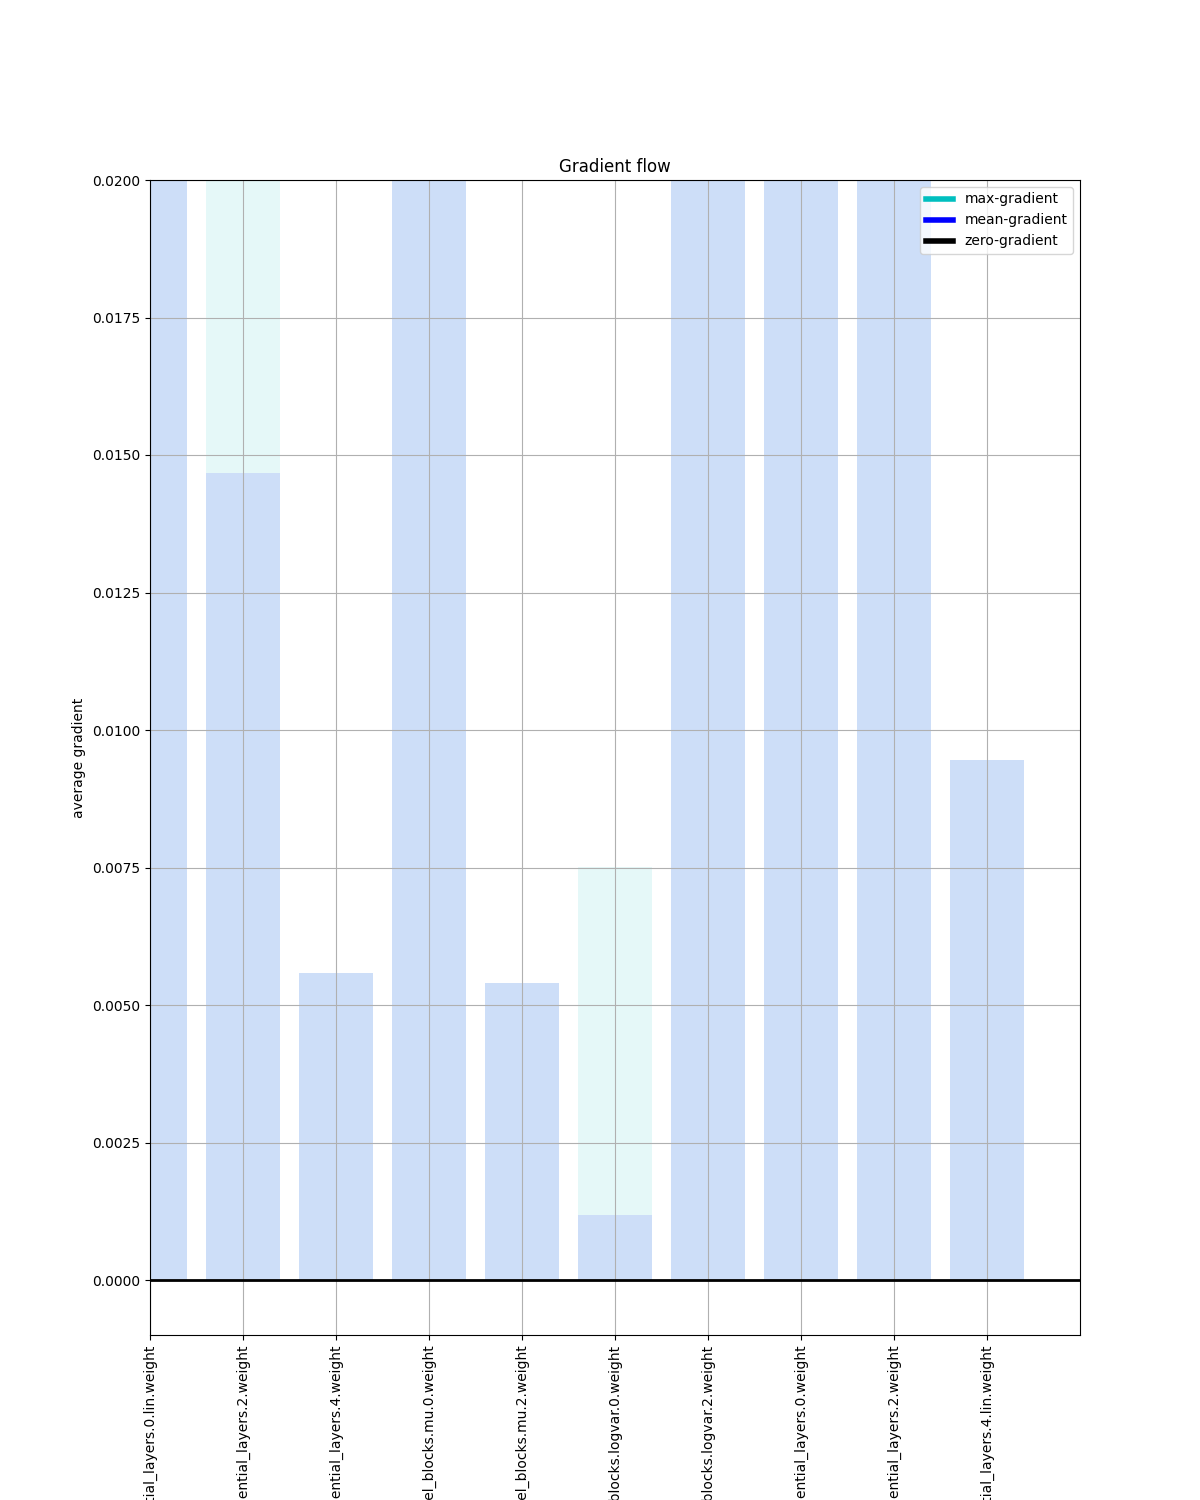 Gradient flow
max-gradient
mean-gradient
zero-gradient
average gradient
0.0200
0.0175
0.0150
0.0125
0.0100
0.0075
0.0050
0.0025
0.0000
tial_layers.0.lin.weight
ential_layers.2.weight
ential_layers.4.weight
el_blocks.mu.0.weight
el_blocks.mu.2.weight
blocks.logvar.0.weight
blocks.logvar.2.weight
ential_layers.0.weight
ential_layers.2.weight
tial_layers.4.lin.weight